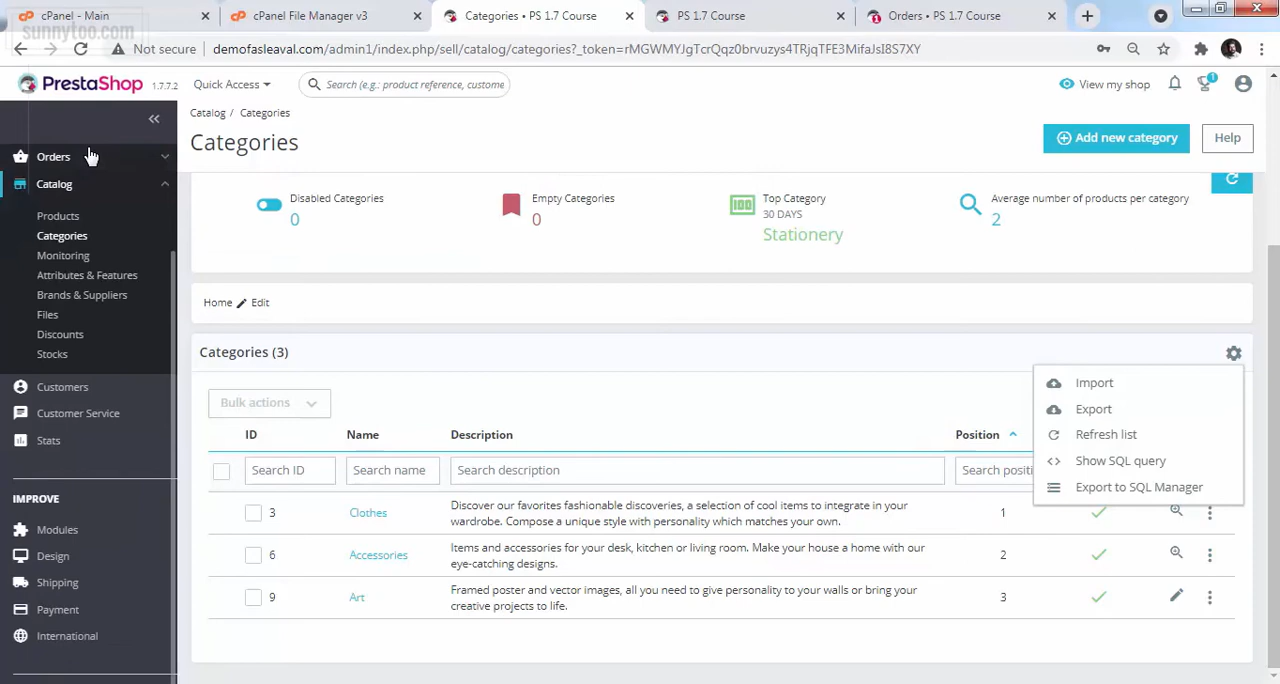 cPanel - Main
cPanel File Manager v3
Categories • PS 1.7 Course
PS 1.7 Course
Orders • PS 1.7 Course
sunnytoo.com
Not secure
demofasleaval.com/admin1/index.php/sell/catalog/categories?_token=rMGWMYJgTcrQqz0brvuzys4TRjqTFE3MifaJsI8S7XY
PrestaShop 1.7.7.2
Quick Access
Search (e.g.: product reference, custome
View my shop
1
Catalog / Categories
Categories
Add new category
Help
Orders
Catalog
Products
Categories
Monitoring
Attributes & Features
Brands & Suppliers
Files
Discounts
Stocks
Customers
Customer Service
Stats
IMPROVE
Modules
Design
Shipping
Payment
International
Disabled Categories
0
Empty Categories
0
100
Top Category
30 DAYS
Stationery
Average number of products per category
2
Home Edit
Categories (3)
Import
Export
Refresh list
Show SQL query
Export to SQL Manager
Bulk actions
ID Name Description Position
Search ID Search name Search description Search positi
3 Clothes Discover our favorites fashionable discoveries, a selection of cool items to integrate in your
wardrobe. Compose a unique style with personality which matches your own. 1
6 Accessories Items and accessories for your desk, kitchen or living room. Make your house a home with our
eye-catching designs. 2
9 Art Framed poster and vector images, all you need to give personality to your walls or bring your
creative projects to life. 3